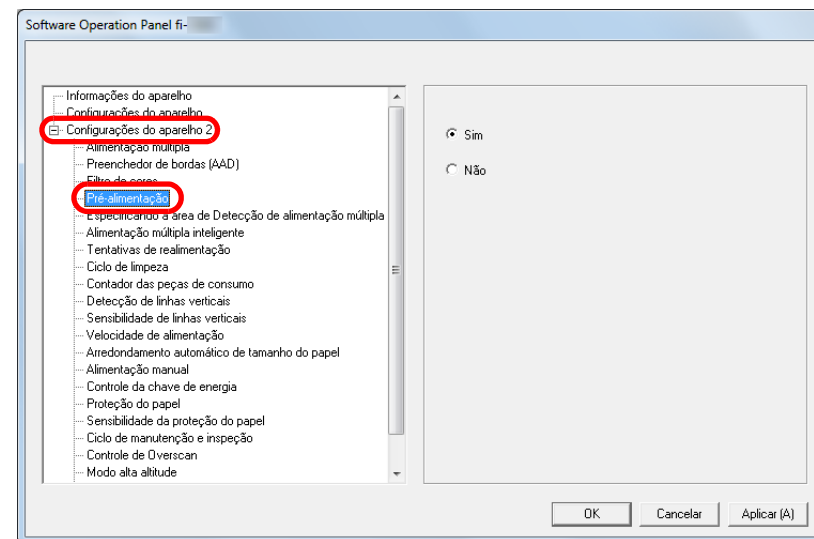 Software Operation Panel fi-
Informações do aparelho
Configurações do aparelho
Configurações do aparelho 2
Alimentação múltipla
Preenchedor de bordas (AAD)
Filtro de cores
Pré-alimentação
Especificando a área de Detecção de alimentação múltipla
Alimentação múltipla inteligente
Tentativas de realimentação
Ciclo de limpeza
Contador das peças de consumo
Detecção de linhas verticais
Sensibilidade de linhas verticais
Velocidade de alimentação
Arredondamento automático de tamanho do papel
Alimentação manual
Controle da chave de energia
Proteção do papel
Sensibilidade da proteção do papel
Ciclo de manutenção e inspeção
Controle de Overscan
Modo alta altitude
Sim
Não
OK Cancelar Aplicar (A)